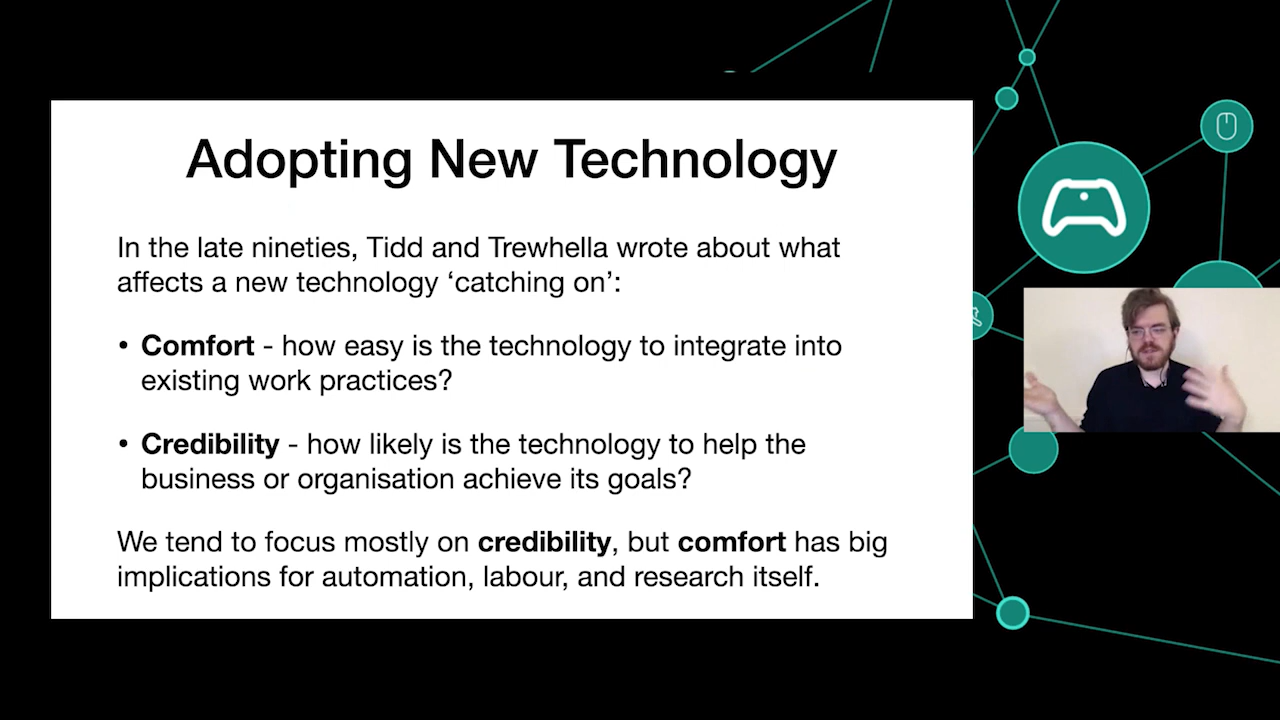 Adopting New Technology
In the late nineties, Tidd and Trewhella wrote about what
affects a new technology ‘catching on’:
• Comfort - how easy is the technology to integrate into
existing work practices?
• Credibility - how likely is the technology to help the
business or organisation achieve its goals?
We tend to focus mostly on credibility, but comfort has big
implications for automation, labour, and research itself.